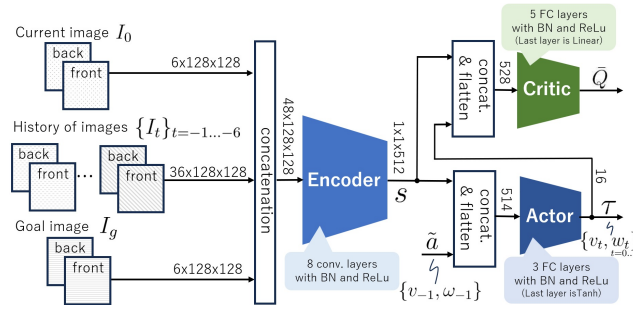 Current image I_0
back
front
6x128x128
History of images {I_t}_{t=-1...-6}
back
front
...
back
front
36x128x128
Goal image I_g
back
front
6x128x128
concatenation
48x128x128
Encoder
8 conv. layers
with BN and ReLu
1x1x512
s
ã
{v_{-1}, ω_{-1}}
concat.
& flatten
528
5 FC layers
with BN and ReLu
(Last layer is Linear)
Critic
Q̄
concat.
& flatten
514
Actor
16
τ
{v_t, w_t}
t=0..
3 FC layers
with BN and ReLu
(Last layer isTanh)